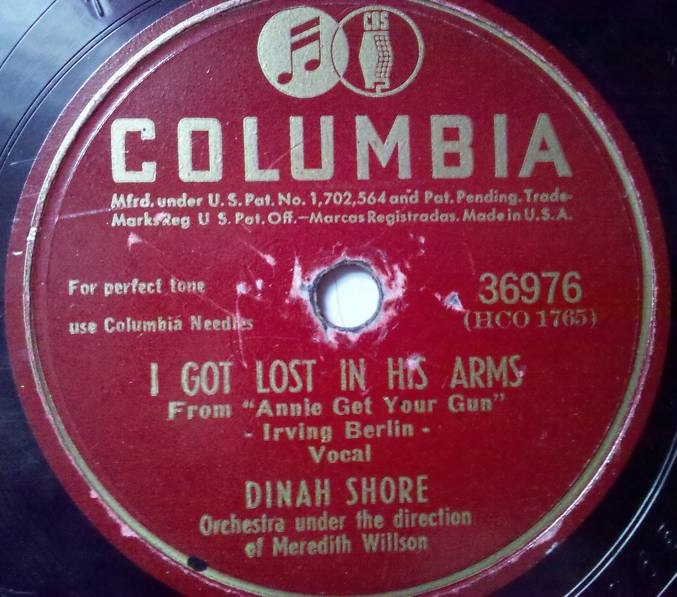 CBS
COLUMBIA
Mfrd. under U.S. Pat. No. 1,702,564 and Pat. Pending. Trade-
Marks Reg U S. Pat. Off.—Marcas Registradas. Made in U.S.A.
For perfect tone
use Columbia Needles
36976
(HCO 1765)
I GOT LOST IN HIS ARMS
From "Annie Get Your Gun"
- Irving Berlin -
Vocal
DINAH SHORE
Orchestra under the direction
of Meredith Willson